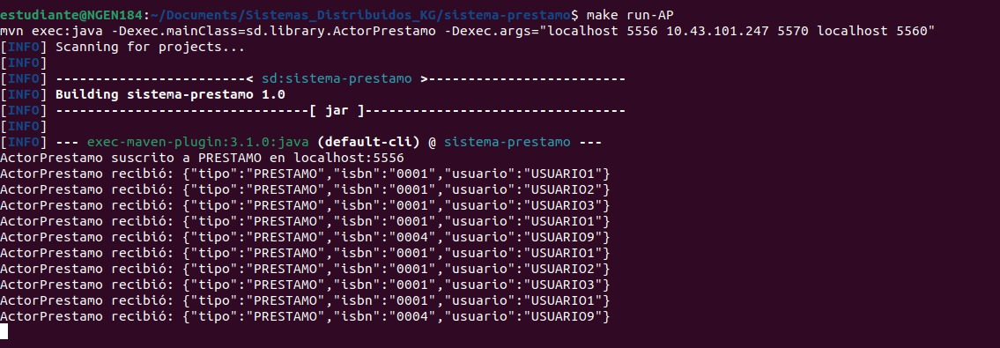 estudiante@NGEN184:~/Documents/Sistemas_Distribuidos_KG/sistema-prestamo$ make run-AP
mvn exec:java -Dexec.mainClass=sd.library.ActorPrestamo -Dexec.args="localhost 5556 10.43.101.247 5570 localhost 5560"
[INFO] Scanning for projects...
[INFO]
[INFO] ------------------------< sd:sistema-prestamo >-------------------------
[INFO] Building sistema-prestamo 1.0
[INFO] --------------------------------[ jar ]---------------------------------
[INFO]
[INFO] --- exec-maven-plugin:3.1.0:java (default-cli) @ sistema-prestamo ---
ActorPrestamo suscrito a PRESTAMO en localhost:5556
ActorPrestamo recibió: {"tipo":"PRESTAMO","isbn":"0001","usuario":"USUARIO1"}
ActorPrestamo recibió: {"tipo":"PRESTAMO","isbn":"0001","usuario":"USUARIO2"}
ActorPrestamo recibió: {"tipo":"PRESTAMO","isbn":"0001","usuario":"USUARIO3"}
ActorPrestamo recibió: {"tipo":"PRESTAMO","isbn":"0001","usuario":"USUARIO1"}
ActorPrestamo recibió: {"tipo":"PRESTAMO","isbn":"0004","usuario":"USUARIO9"}
ActorPrestamo recibió: {"tipo":"PRESTAMO","isbn":"0001","usuario":"USUARIO1"}
ActorPrestamo recibió: {"tipo":"PRESTAMO","isbn":"0001","usuario":"USUARIO2"}
ActorPrestamo recibió: {"tipo":"PRESTAMO","isbn":"0001","usuario":"USUARIO3"}
ActorPrestamo recibió: {"tipo":"PRESTAMO","isbn":"0001","usuario":"USUARIO1"}
ActorPrestamo recibió: {"tipo":"PRESTAMO","isbn":"0004","usuario":"USUARIO9"}